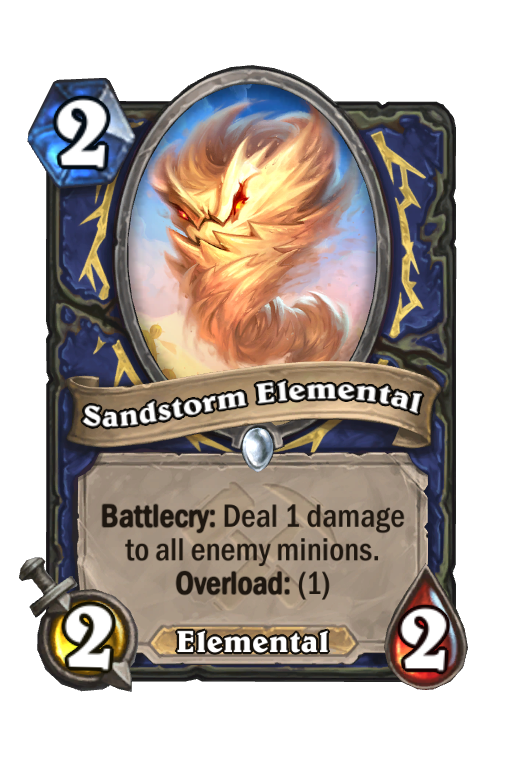 2
Sandstorm Elemental
Battlecry: Deal 1 damage
to all enemy minions.
Overload: (1)
2
Elemental
2